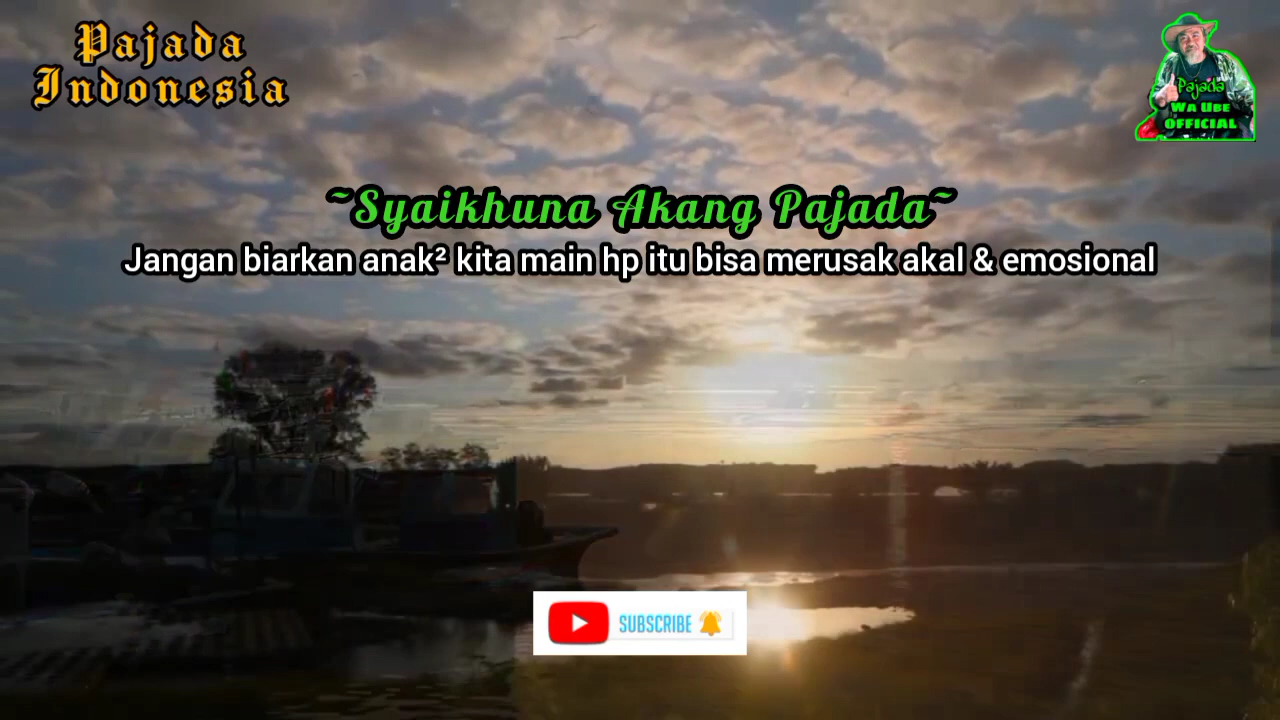 Pajada
Indonesia
Pajada
Wa Ube
OFFICIAL
~Syaikhuna Akang Pajada~
Jangan biarkan anak² kita main hp itu bisa merusak akal & emosional
SUBSCRIBE